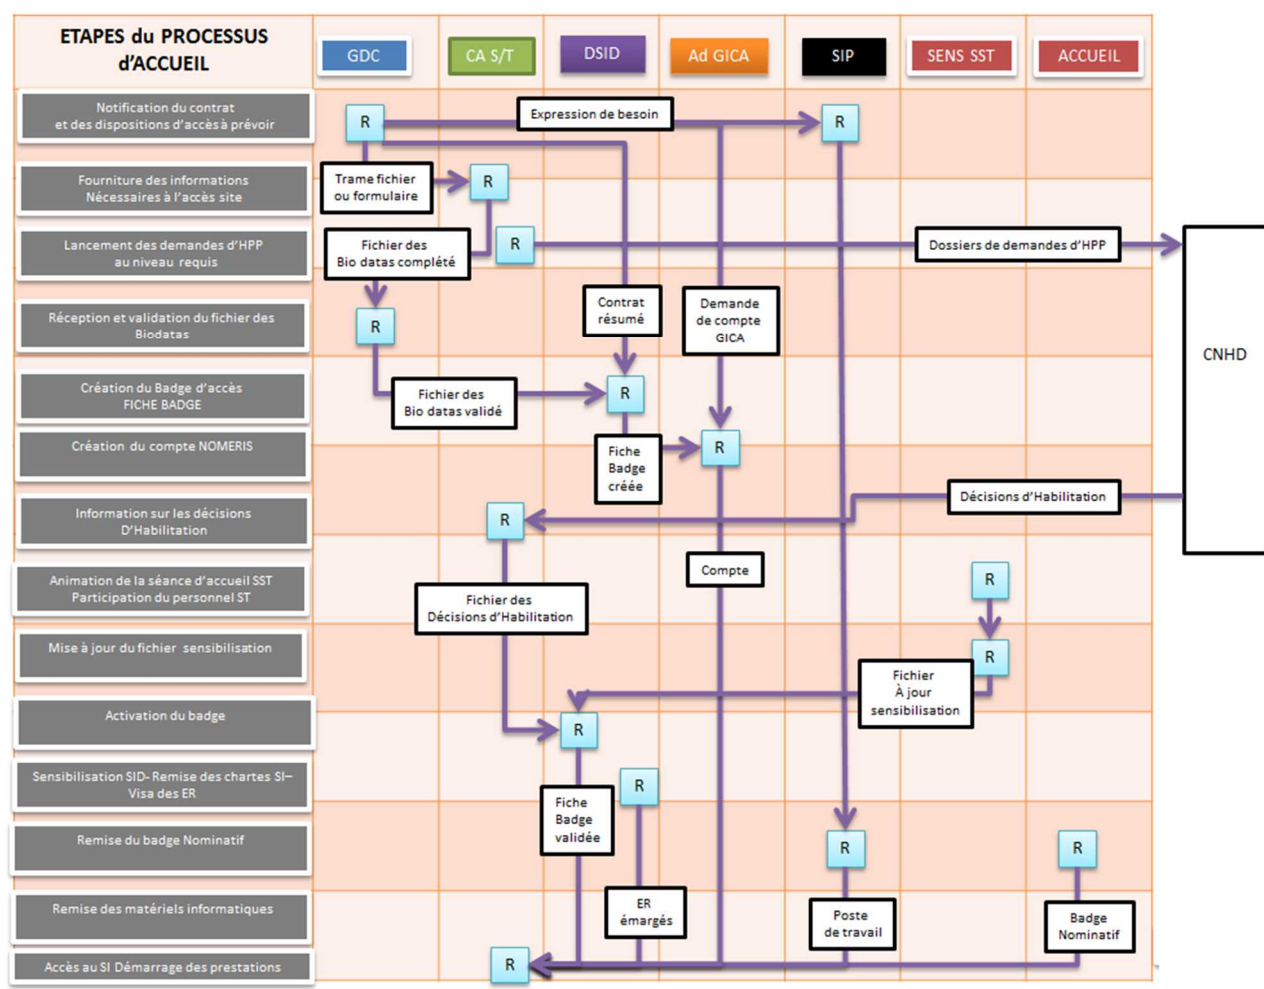 ETAPES du PROCESSUS
d'ACCUEIL
GDC
CA S/T
DSID
Ad GICA
SIP
SENS SST
ACCUEIL
Notification du contrat
et des dispositions d'accès à prévoir
R
Expression de besoin
R
Fourniture des informations
Nécessaires à l'accès site
Trame fichier
ou formulaire
R
Lancement des demandes d'HPP
au niveau requis
Fichier des
Bio datas complété
R
Dossiers de demandes d'HPP
CNHD
Réception et validation du fichier des
Biodatas
R
Contrat
résumé
Demande
de compte
GICA
Création du Badge d'accès
FICHE BADGE
Fichier des
Bio datas validé
R
Création du compte NOMERIS
Fiche
Badge
créée
R
Information sur les décisions
D'Habilitation
R
Décisions d'Habilitation
Animation de la séance d'accueil SST
Participation du personnel ST
Fichier des
Décisions d'Habilitation
Compte
R
Mise à jour du fichier sensibilisation
R
Fichier
À jour
sensibilisation
Activation du badge
R
Sensibilisation SID- Remise des chartes SI–
Visa des ER
Fiche
Badge
validée
R
Remise du badge Nominatif
R
R
Remise des matériels informatiques
ER
émargés
Poste
de travail
Badge
Nominatif
Accès au SI Démarrage des prestations
R